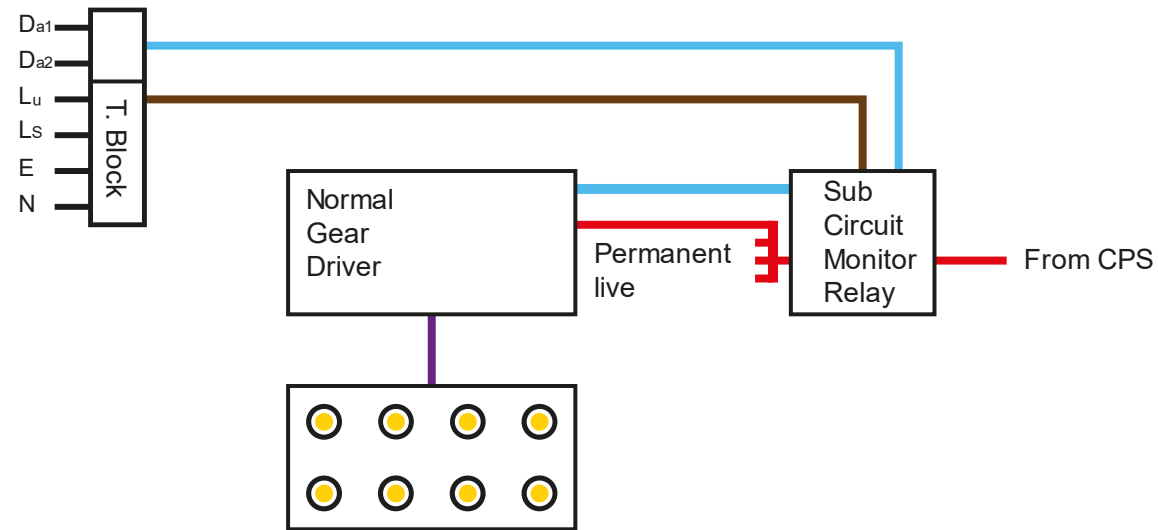 Da1
Da2
Lu
LS
E
N
T. Block
Normal
Gear
Driver
Permanent
live
Sub
Circuit
Monitor
Relay
From CPS